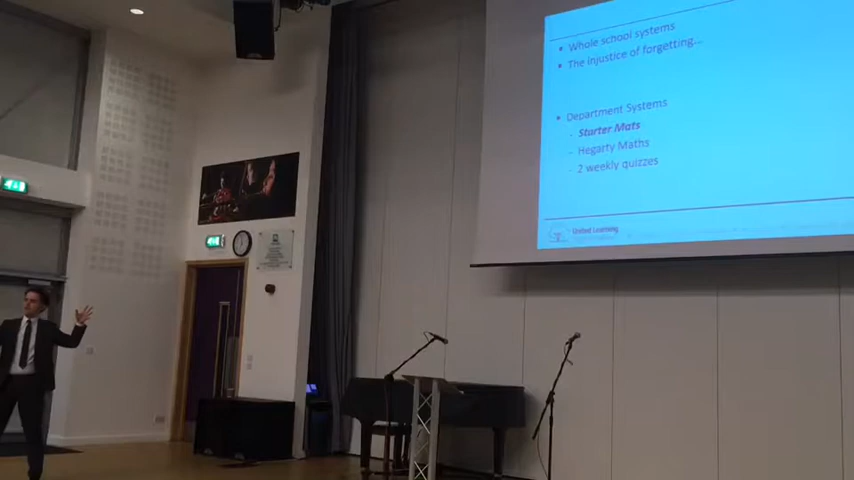 • Whole school systems
• The injustice of forgetting...
• Department Systems
- Starter Mats
- Hegarty Maths
- 2 weekly quizzes
United Learning